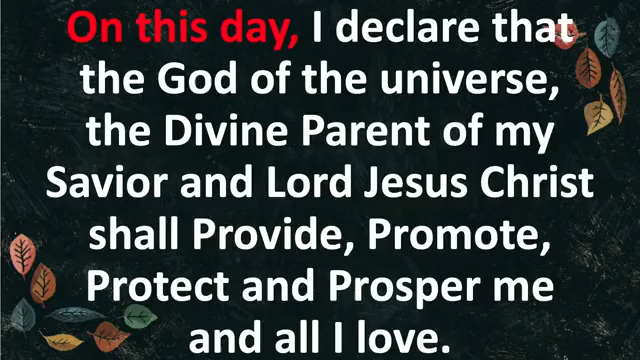 On this day, I declare that
the God of the universe,
the Divine Parent of my
Savior and Lord Jesus Christ
shall Provide, Promote,
Protect and Prosper me
and all I love.